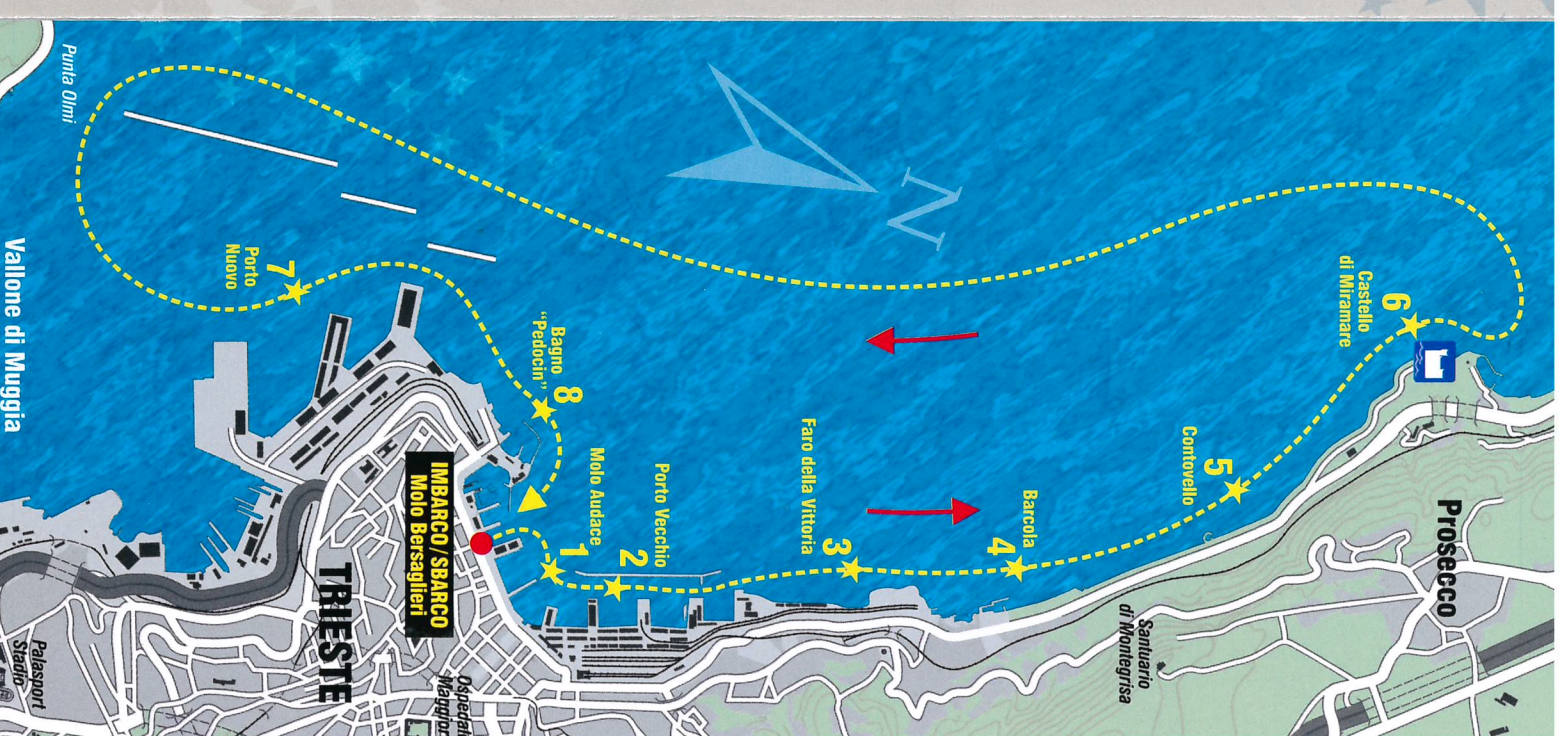 Prosecco
6
Castello
di Miramare
5
Contovello
Santuario
di Montegrisa
Barcola
4
N
3
Faro della Vittoria
Porto Vecchio
2
Molo Audace
1
8
Bagno
"Pedocin"
IMBARCO/SBARCO
Molo Bersaglieri
Ospedal
Maggior
TRIESTE
7
Porto
Nuovo
Punta Olmi
Palasport
Stadio
Vallone di Muggia